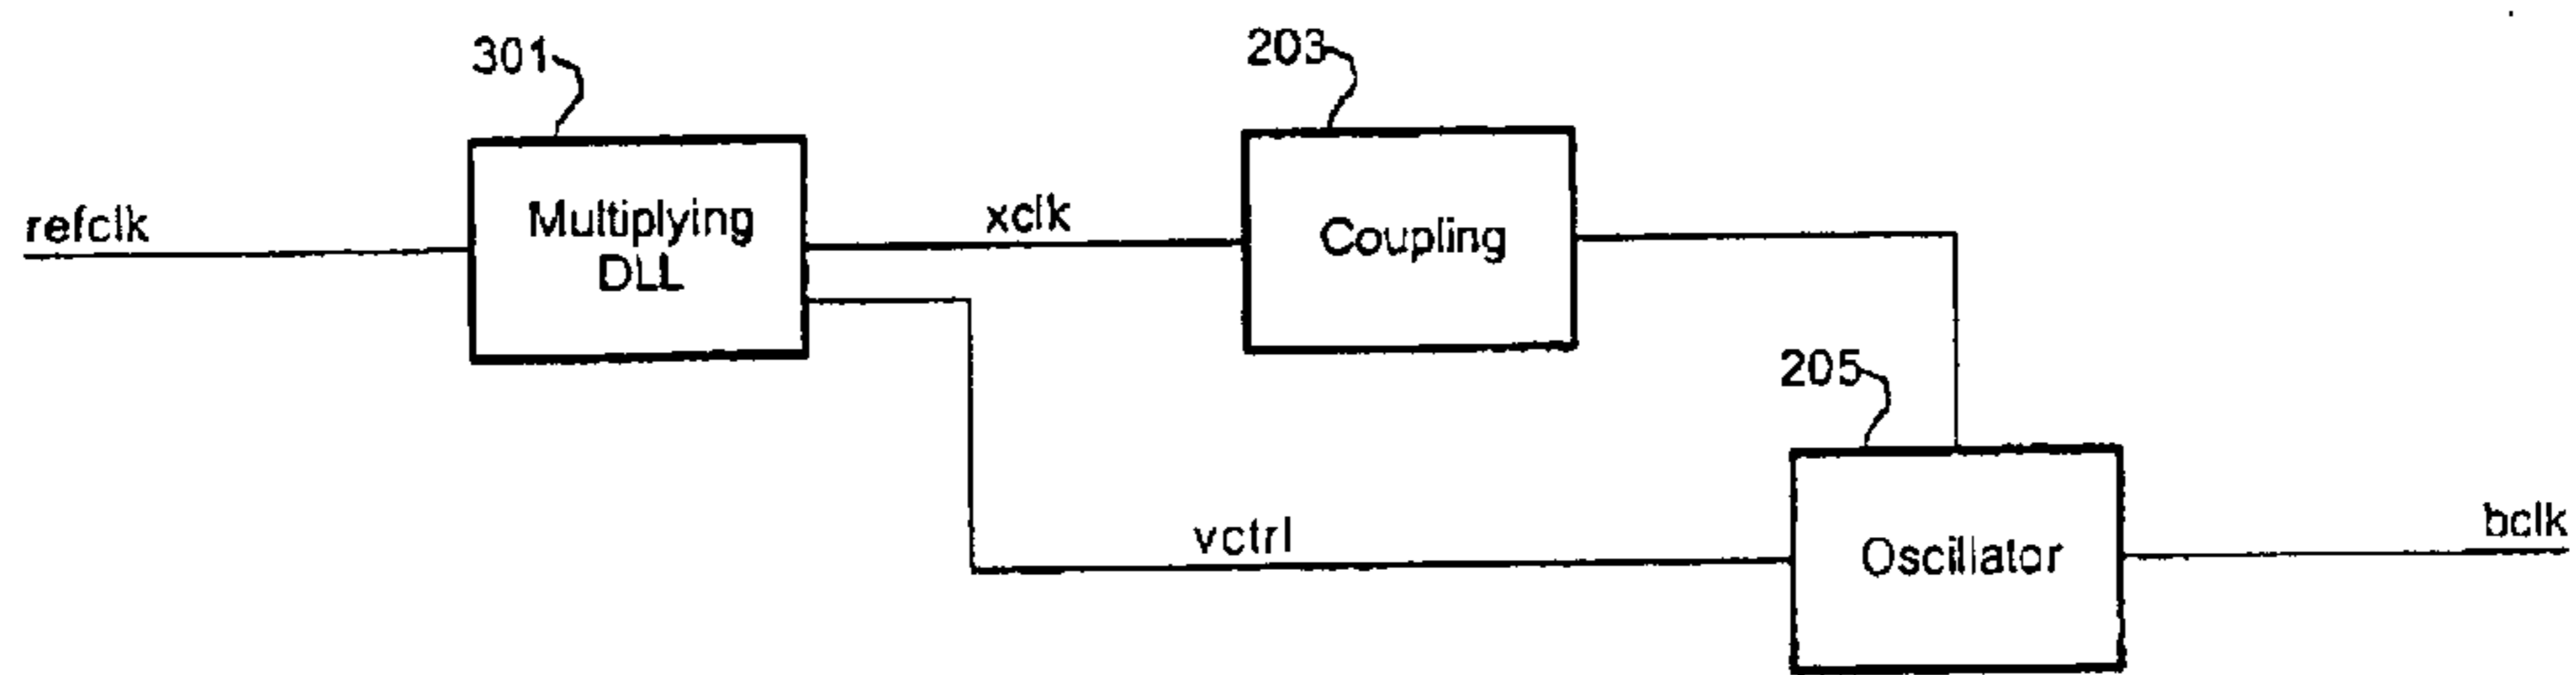 301
203
refclk
Multiplying
DLL
xclk
Coupling
205
vctrl
Oscillator
bclk